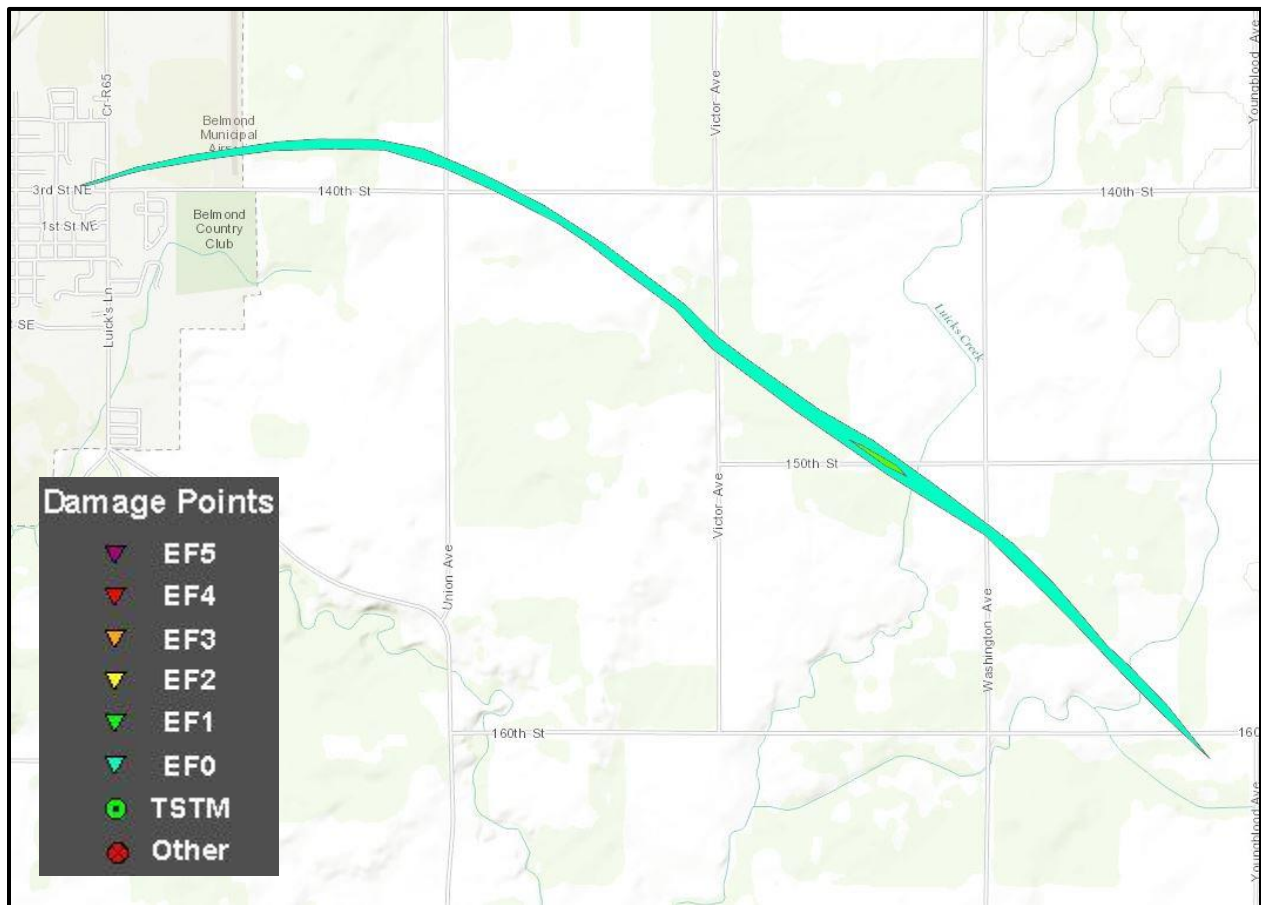 Cr-R65
Belmond
Municipal
Victor Ave
Youngblood Ave
3rd St NE
140th St
140th St
1st St NE
Belmond
Country
Club
Luick's Ln
SE
Luicks Creek
150th St
Victor Ave
Union Ave
Washington Ave
160th St
160
Youngblood Ave
Damage Points
EF5
EF4
EF3
EF2
EF1
EF0
TSTM
Other